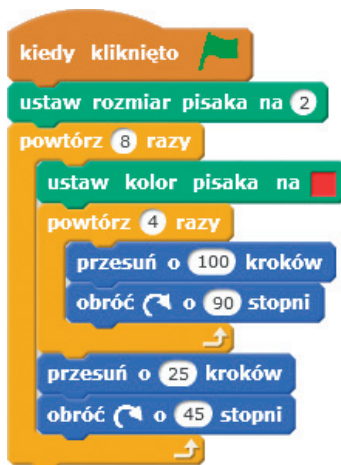 kiedy kliknięto
ustaw rozmiar pisaka na 2
powtórz 8 razy
ustaw kolor pisaka na
powtórz 4 razy
przesuń o 100 kroków
obróć o 90 stopni
przesuń o 25 kroków
obróć o 45 stopni